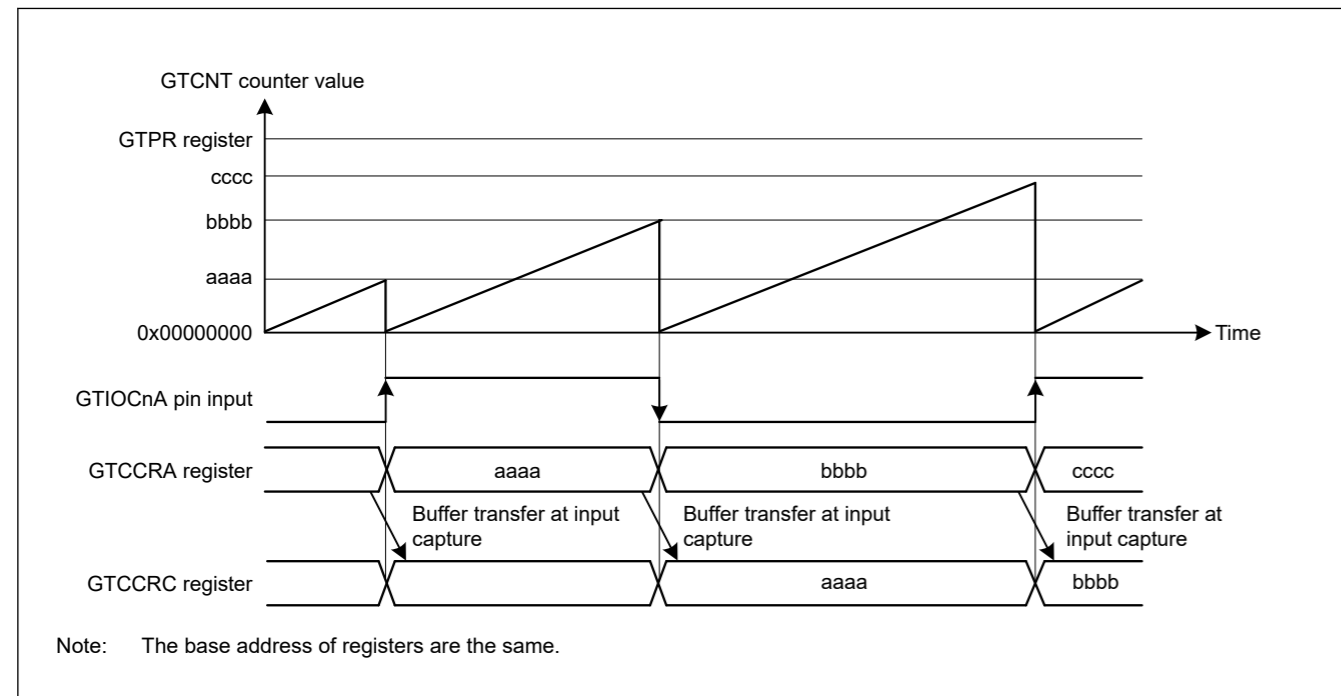 GTCNT counter value
GTPR register
cccc
bbbb
aaaa
0x00000000
Time
GTIOCnA pin input
GTCCRA register
aaaa
bbbb
cccc
Buffer transfer at input
capture
Buffer transfer at input
capture
Buffer transfer at
input capture
GTCCRC register
aaaa
bbbb
Note: The base address of registers are the same.